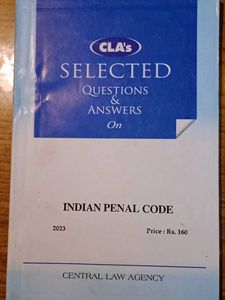 CLA's
SELECTED
QUESTIONS
&
ANSWERS
On
INDIAN PENAL CODE
2023 Price : Rs. 160
CENTRAL LAW AGENCY